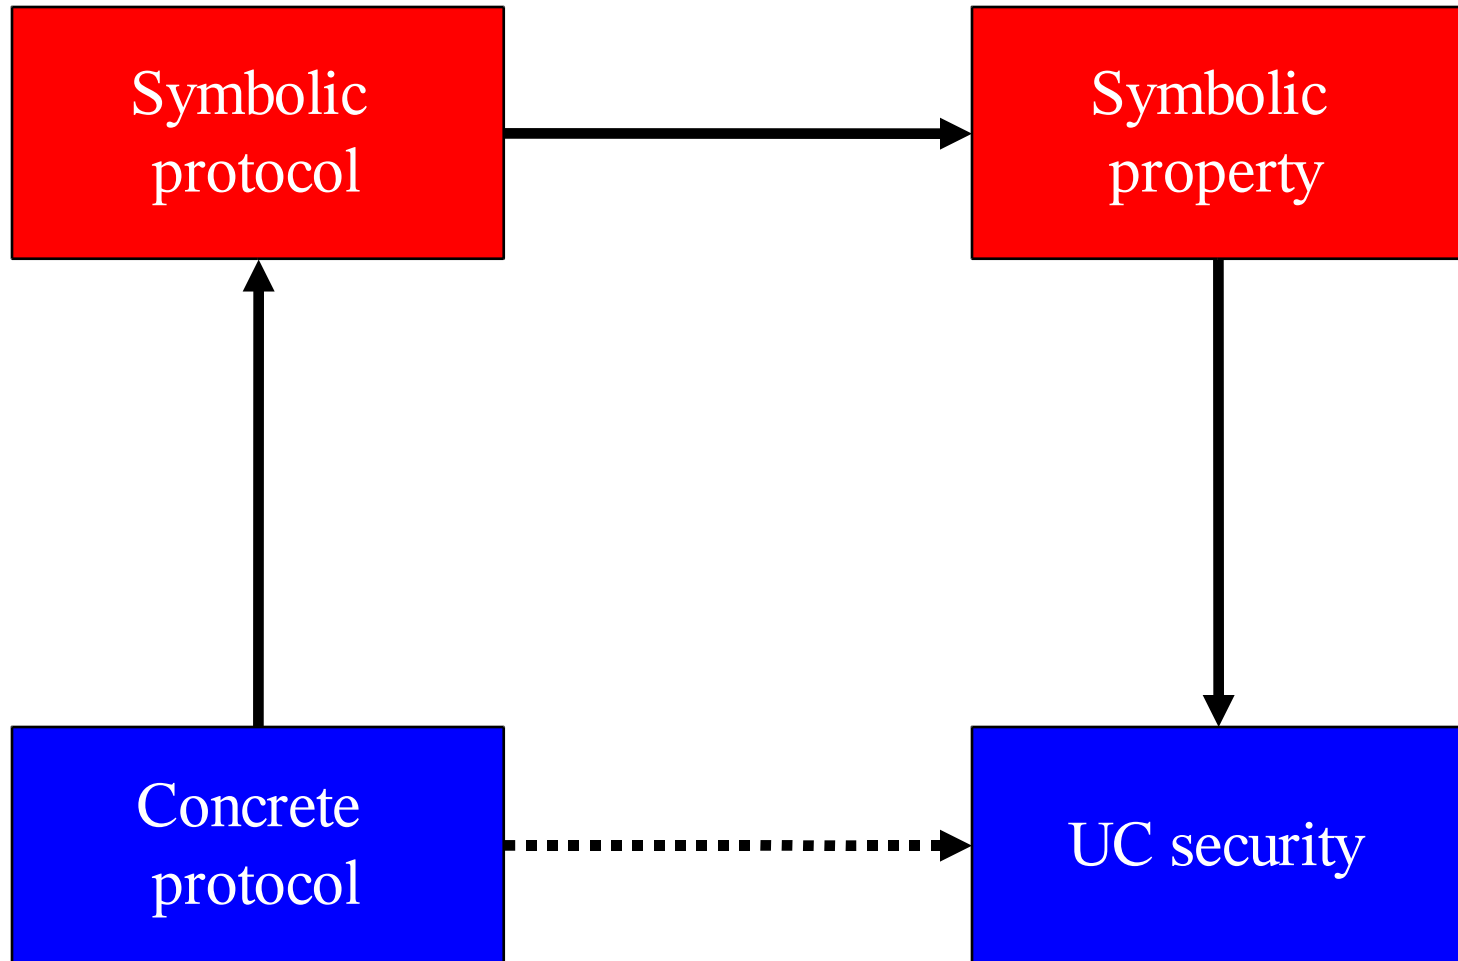 Symbolic
protocol
Symbolic
property
Concrete
protocol
UC security